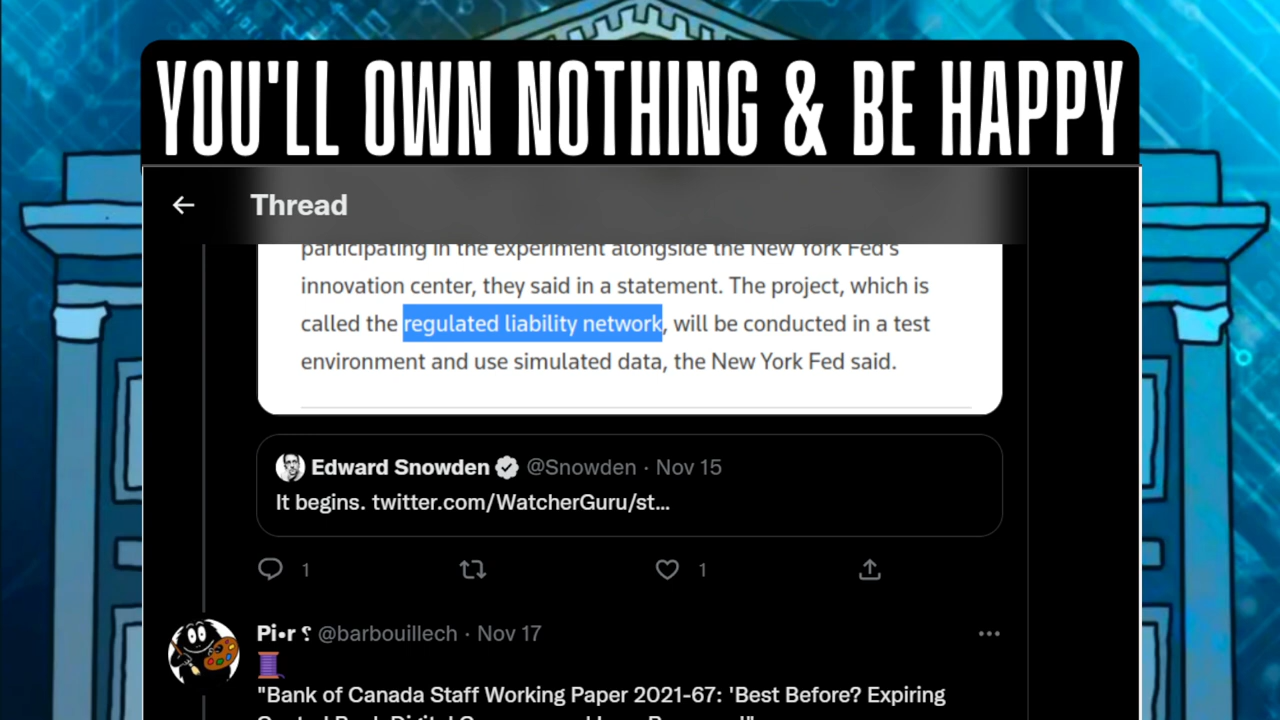 YOU'LL OWN NOTHING & BE HAPPY
Thread
participating in the experiment alongside the New York Fed's
innovation center, they said in a statement. The project, which is
called the regulated liability network, will be conducted in a test
environment and use simulated data, the New York Fed said.
Edward Snowden @Snowden · Nov 15
It begins. twitter.com/WatcherGuru/st...
1
1
Pi•r ⸮ @barbouillech · Nov 17
"Bank of Canada Staff Working Paper 2021-67: 'Best Before? Expiring